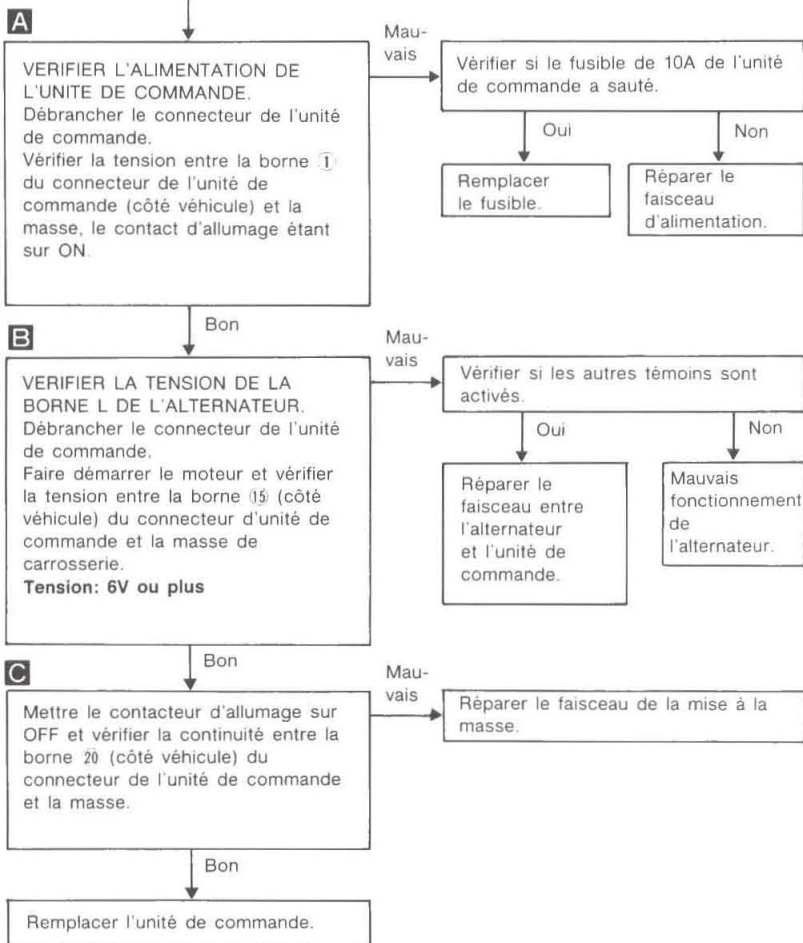 A
Mau-
vais
VERIFIER L'ALIMENTATION DE
L'UNITE DE COMMANDE.
Débrancher le connecteur de l'unité
de commande.
Vérifier la tension entre la borne ①
du connecteur de l'unité de
commande (côté véhicule) et la
masse, le contact d'allumage étant
sur ON.
Vérifier si le fusible de 10A de l'unité
de commande a sauté.
Oui
Non
Remplacer
le fusible.
Réparer le
faisceau
d'alimentation.
Bon
B
Mau-
vais
VERIFIER LA TENSION DE LA
BORNE L DE L'ALTERNATEUR.
Débrancher le connecteur de l'unité
de commande.
Faire démarrer le moteur et vérifier
la tension entre la borne ⑮ (côté
véhicule) du connecteur d'unité de
commande et la masse de
carrosserie.
Tension: 6V ou plus
Vérifier si les autres témoins sont
activés.
Oui
Non
Réparer le
faisceau entre
l'alternateur
et l'unité de
commande.
Mauvais
fonctionnement
de
l'alternateur.
Bon
C
Mau-
vais
Mettre le contacteur d'allumage sur
OFF et vérifier la continuité entre la
borne 20 (côté véhicule) du
connecteur de l'unité de commande
et la masse.
Réparer le faisceau de la mise à la
masse.
Bon
Remplacer l'unité de commande.